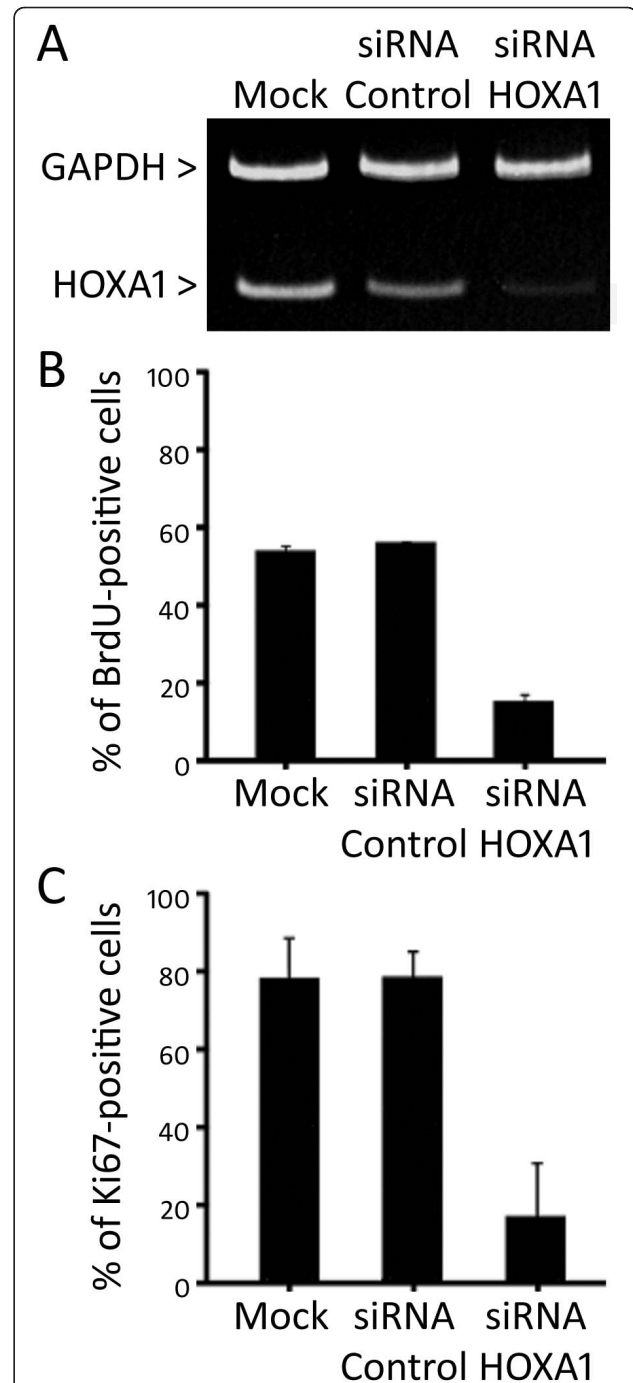 A
siRNA siRNA
Mock Control HOXA1
GAPDH >
HOXA1 >
B
% of BrdU-positive cells
100
80
60
40
20
0
Mock siRNA siRNA
Control HOXA1
C
% of Ki67-positive cells
100
80
60
40
20
0
Mock siRNA siRNA
Control HOXA1